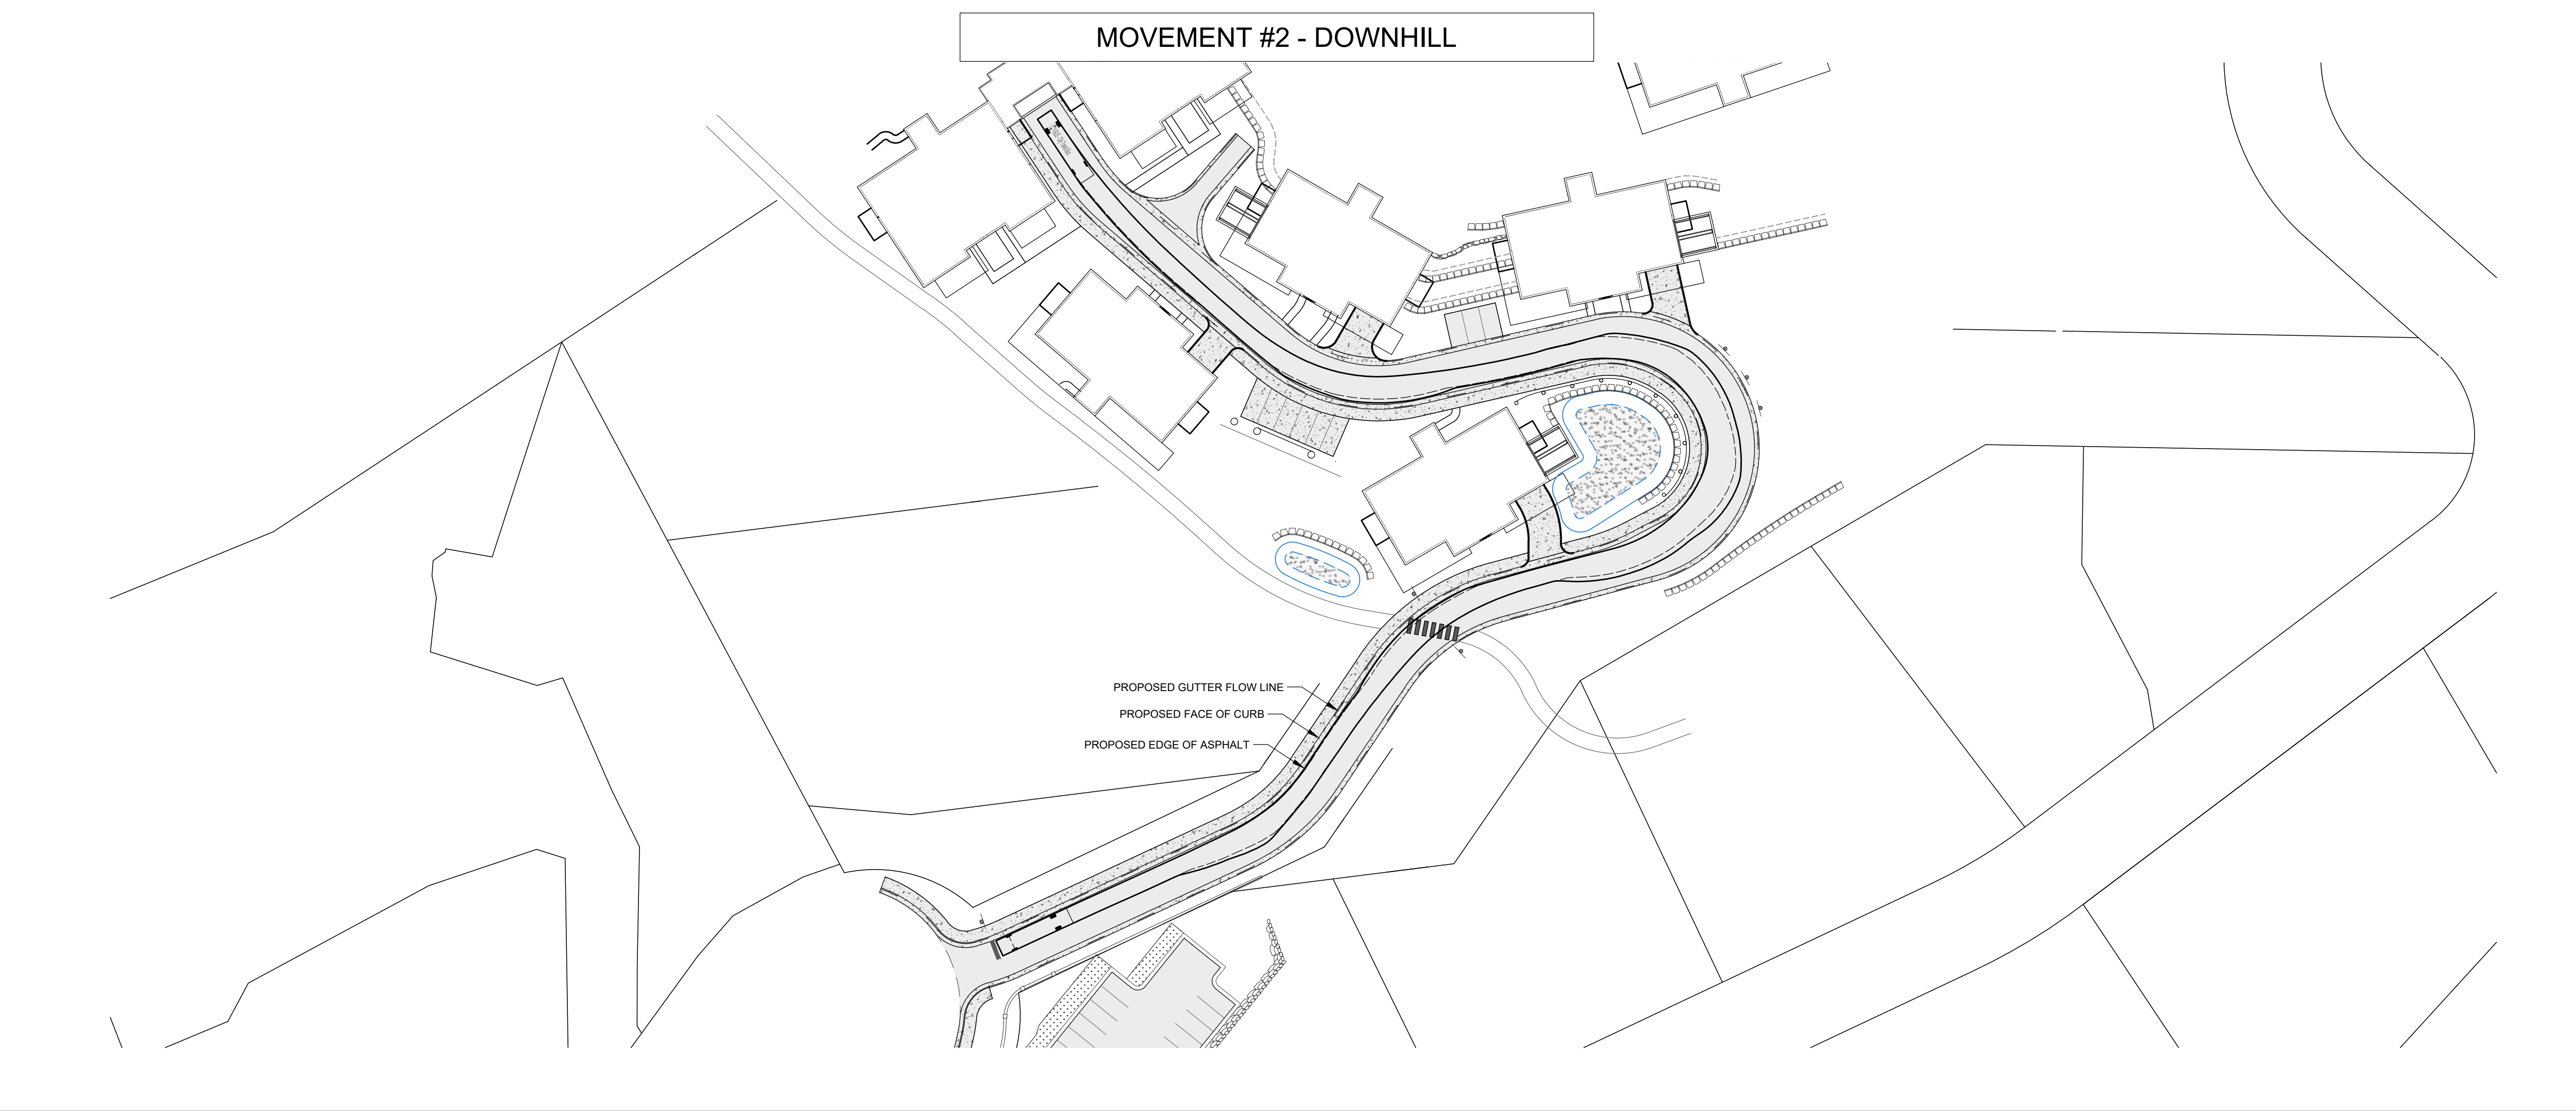 MOVEMENT #2 - DOWNHILL
PROPOSED GUTTER FLOW LINE
PROPOSED FACE OF CURB
PROPOSED EDGE OF ASPHALT